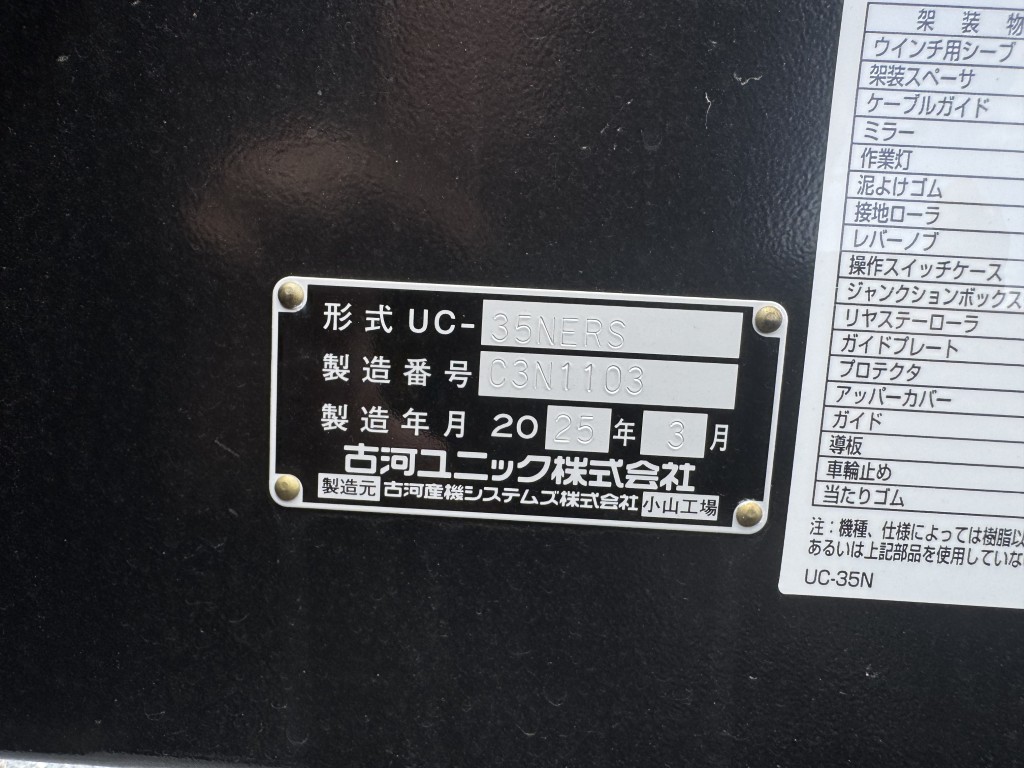 形式 UC-35NERS
製造番号 C3N1103
製造年月 2025年3月
古河ユニック株式会社
製造元 古河産機システムズ株式会社 小山工場
架装物
ウインチ用シーブ
架装スペーサ
ケーブルガイド
ミラー
作業灯
泥よけゴム
接地ローラ
レバーノブ
操作スイッチケース
ジャンクションボックス
リヤステーローラ
ガイドプレート
プロテクタ
アッパーカバー
ガイド
導板
車輪止め
当たりゴム
注：機種、仕様によっては樹脂以
あるいは上記部品を使用していな
UC-35N